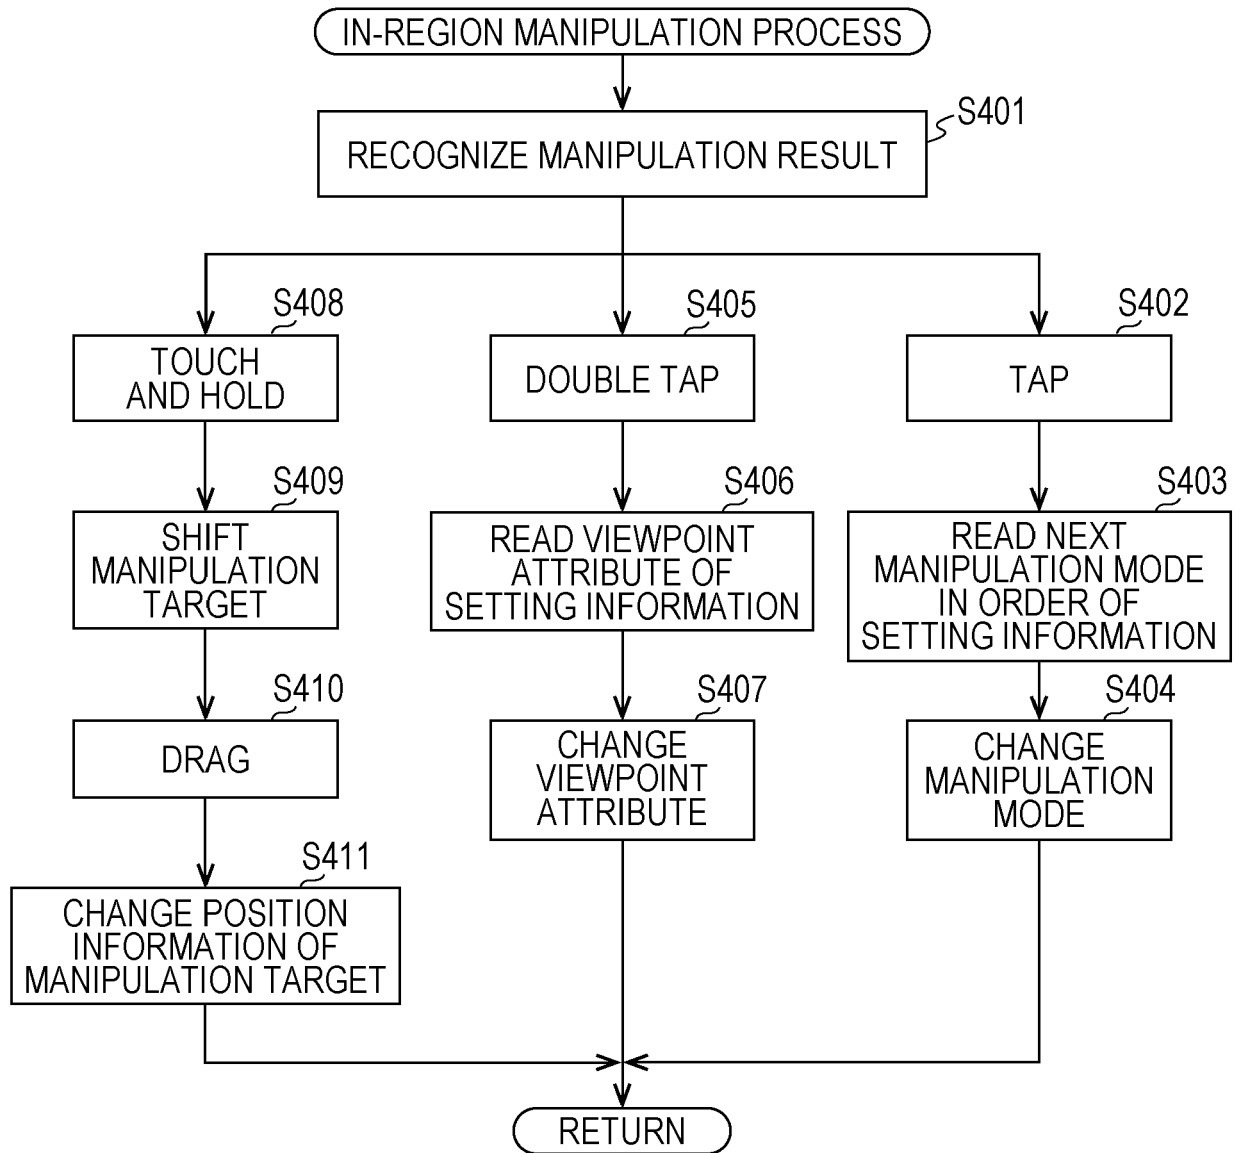 IN-REGION MANIPULATION PROCESS
S401
RECOGNIZE MANIPULATION RESULT
S408
TOUCH
AND HOLD
S405
DOUBLE TAP
S402
TAP
S409
SHIFT
MANIPULATION
TARGET
S406
READ VIEWPOINT
ATTRIBUTE OF
SETTING INFORMATION
S403
READ NEXT
MANIPULATION MODE
IN ORDER OF
SETTING INFORMATION
S410
DRAG
S407
CHANGE
VIEWPOINT
ATTRIBUTE
S404
CHANGE
MANIPULATION
MODE
S411
CHANGE POSITION
INFORMATION OF
MANIPULATION TARGET
RETURN